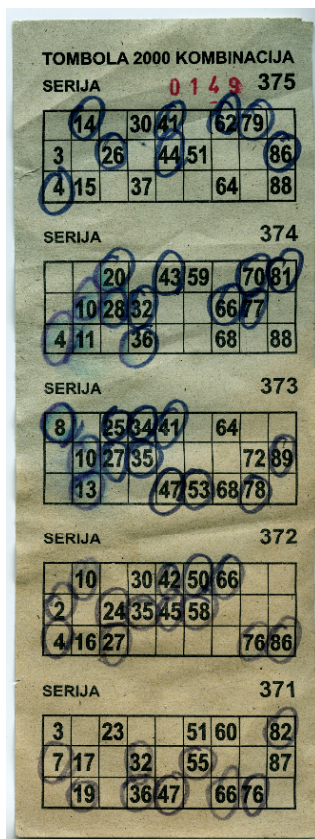 TOMBOLA 2000 KOMBINACIJA
SERIJA 0149 375
14 30 41 62 79
3 26 44 51 86
4 15 37 64 88
SERIJA 374
20 43 59 70 81
10 28 32 66 77
4 11 36 68 88
SERIJA 373
8 25 34 41 64
10 27 35 72 89
13 47 53 68 78
SERIJA 372
10 30 42 50 66
2 24 35 45 58
4 16 27 76 86
SERIJA 371
3 23 51 60 82
7 17 32 55 87
19 36 47 66 76